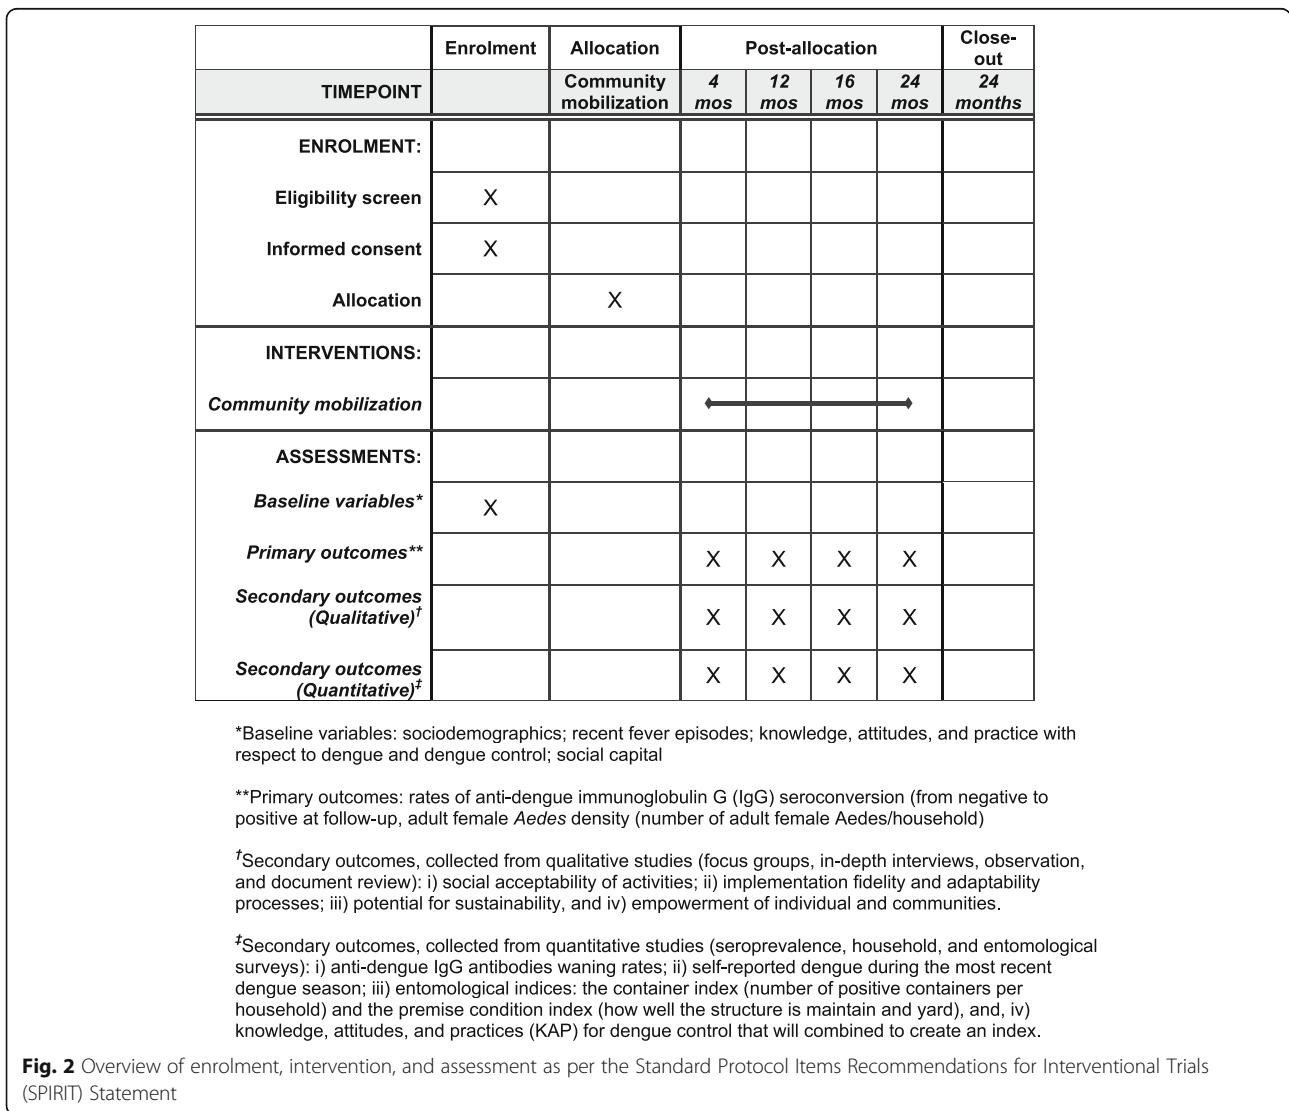 Enrolment Allocation Post-allocation Close-
out
TIMEPOINT Community
mobilization 4
mos 12
mos 16
mos 24
mos 24
months
ENROLMENT:
Eligibility screen X
Informed consent X
Allocation X
INTERVENTIONS:
Community mobilization
ASSESSMENTS:
Baseline variables* X
Primary outcomes** X X X X
Secondary outcomes
(Qualitative)† X X X X
Secondary outcomes
(Quantitative)‡ X X X X
*Baseline variables: sociodemographics; recent fever episodes; knowledge, attitudes, and practice with
respect to dengue and dengue control; social capital
**Primary outcomes: rates of anti-dengue immunoglobulin G (IgG) seroconversion (from negative to
positive at follow-up, adult female Aedes density (number of adult female Aedes/household)
†Secondary outcomes, collected from qualitative studies (focus groups, in-depth interviews, observation,
and document review): i) social acceptability of activities; ii) implementation fidelity and adaptability
processes; iii) potential for sustainability, and iv) empowerment of individual and communities.
‡Secondary outcomes, collected from quantitative studies (seroprevalence, household, and entomological
surveys): i) anti-dengue IgG antibodies waning rates; ii) self-reported dengue during the most recent
dengue season; iii) entomological indices: the container index (number of positive containers per
household) and the premise condition index (how well the structure is maintain and yard), and, iv)
knowledge, attitudes, and practices (KAP) for dengue control that will combined to create an index.
Fig. 2 Overview of enrolment, intervention, and assessment as per the Standard Protocol Items Recommendations for Interventional Trials
(SPIRIT) Statement